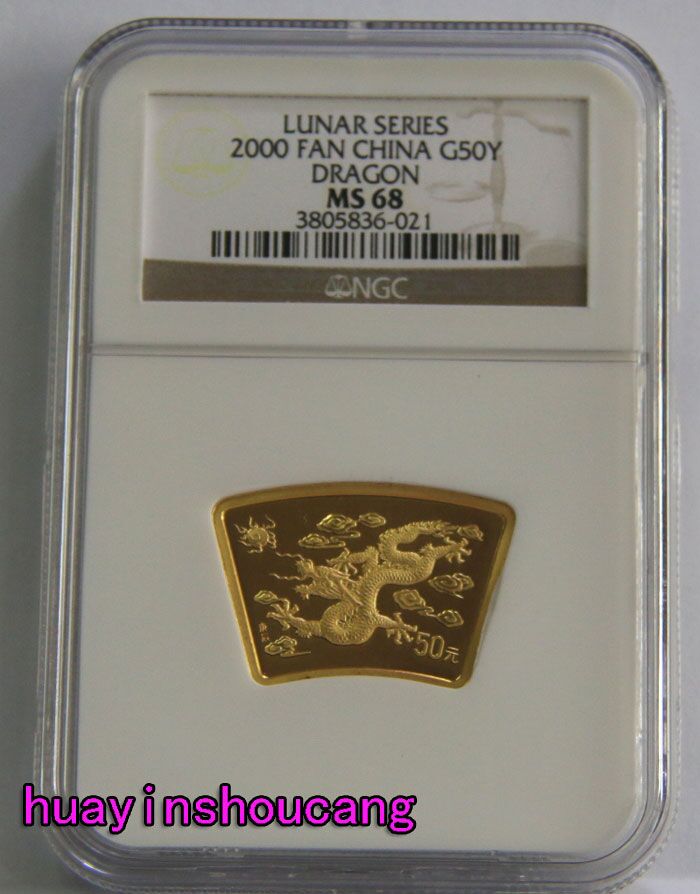 LUNAR SERIES
2000 FAN CHINA G50Y
DRAGON
MS 68
3805836-021
NGC
50元
huayinshoucang